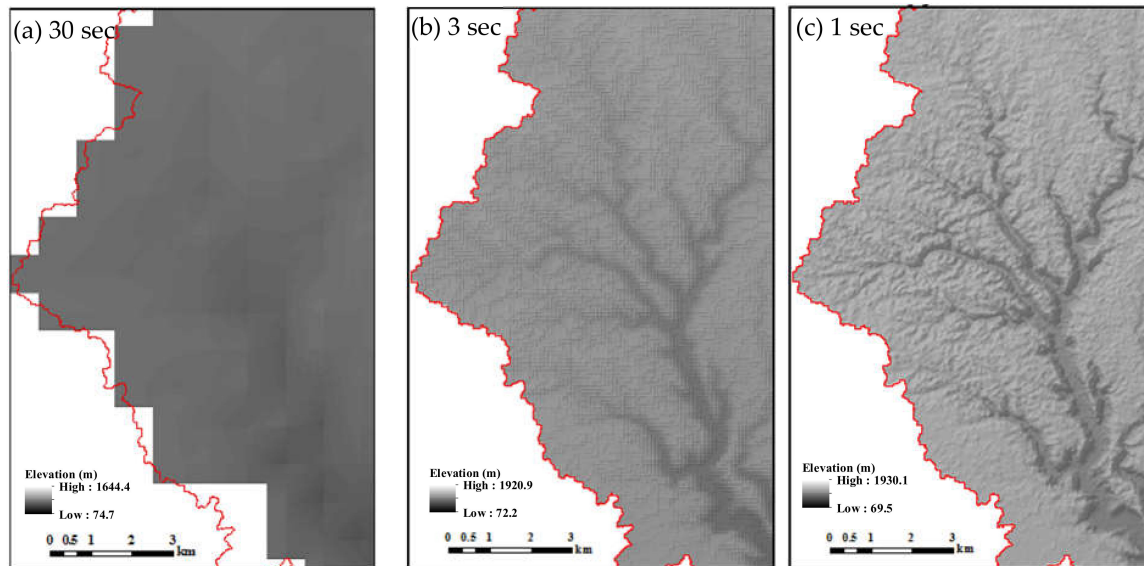 (a) 30 sec
Elevation (m)
High : 1644.4
Low : 74.7
0 0.5 1 2 3
km
(b) 3 sec
Elevation (m)
High : 1920.9
Low : 72.2
0 0.5 1 2 3
km
(c) 1 sec
Elevation (m)
High : 1930.1
Low : 69.5
0 0.5 1 2 3
km